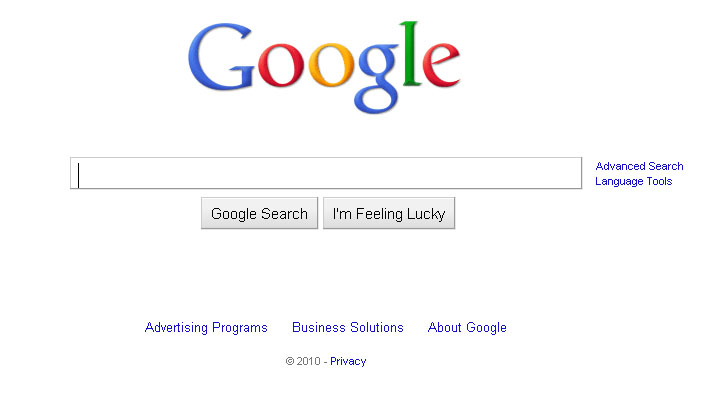 Google
Advanced Search
Language Tools
Google Search I'm Feeling Lucky
Advertising Programs Business Solutions About Google
© 2010 - Privacy